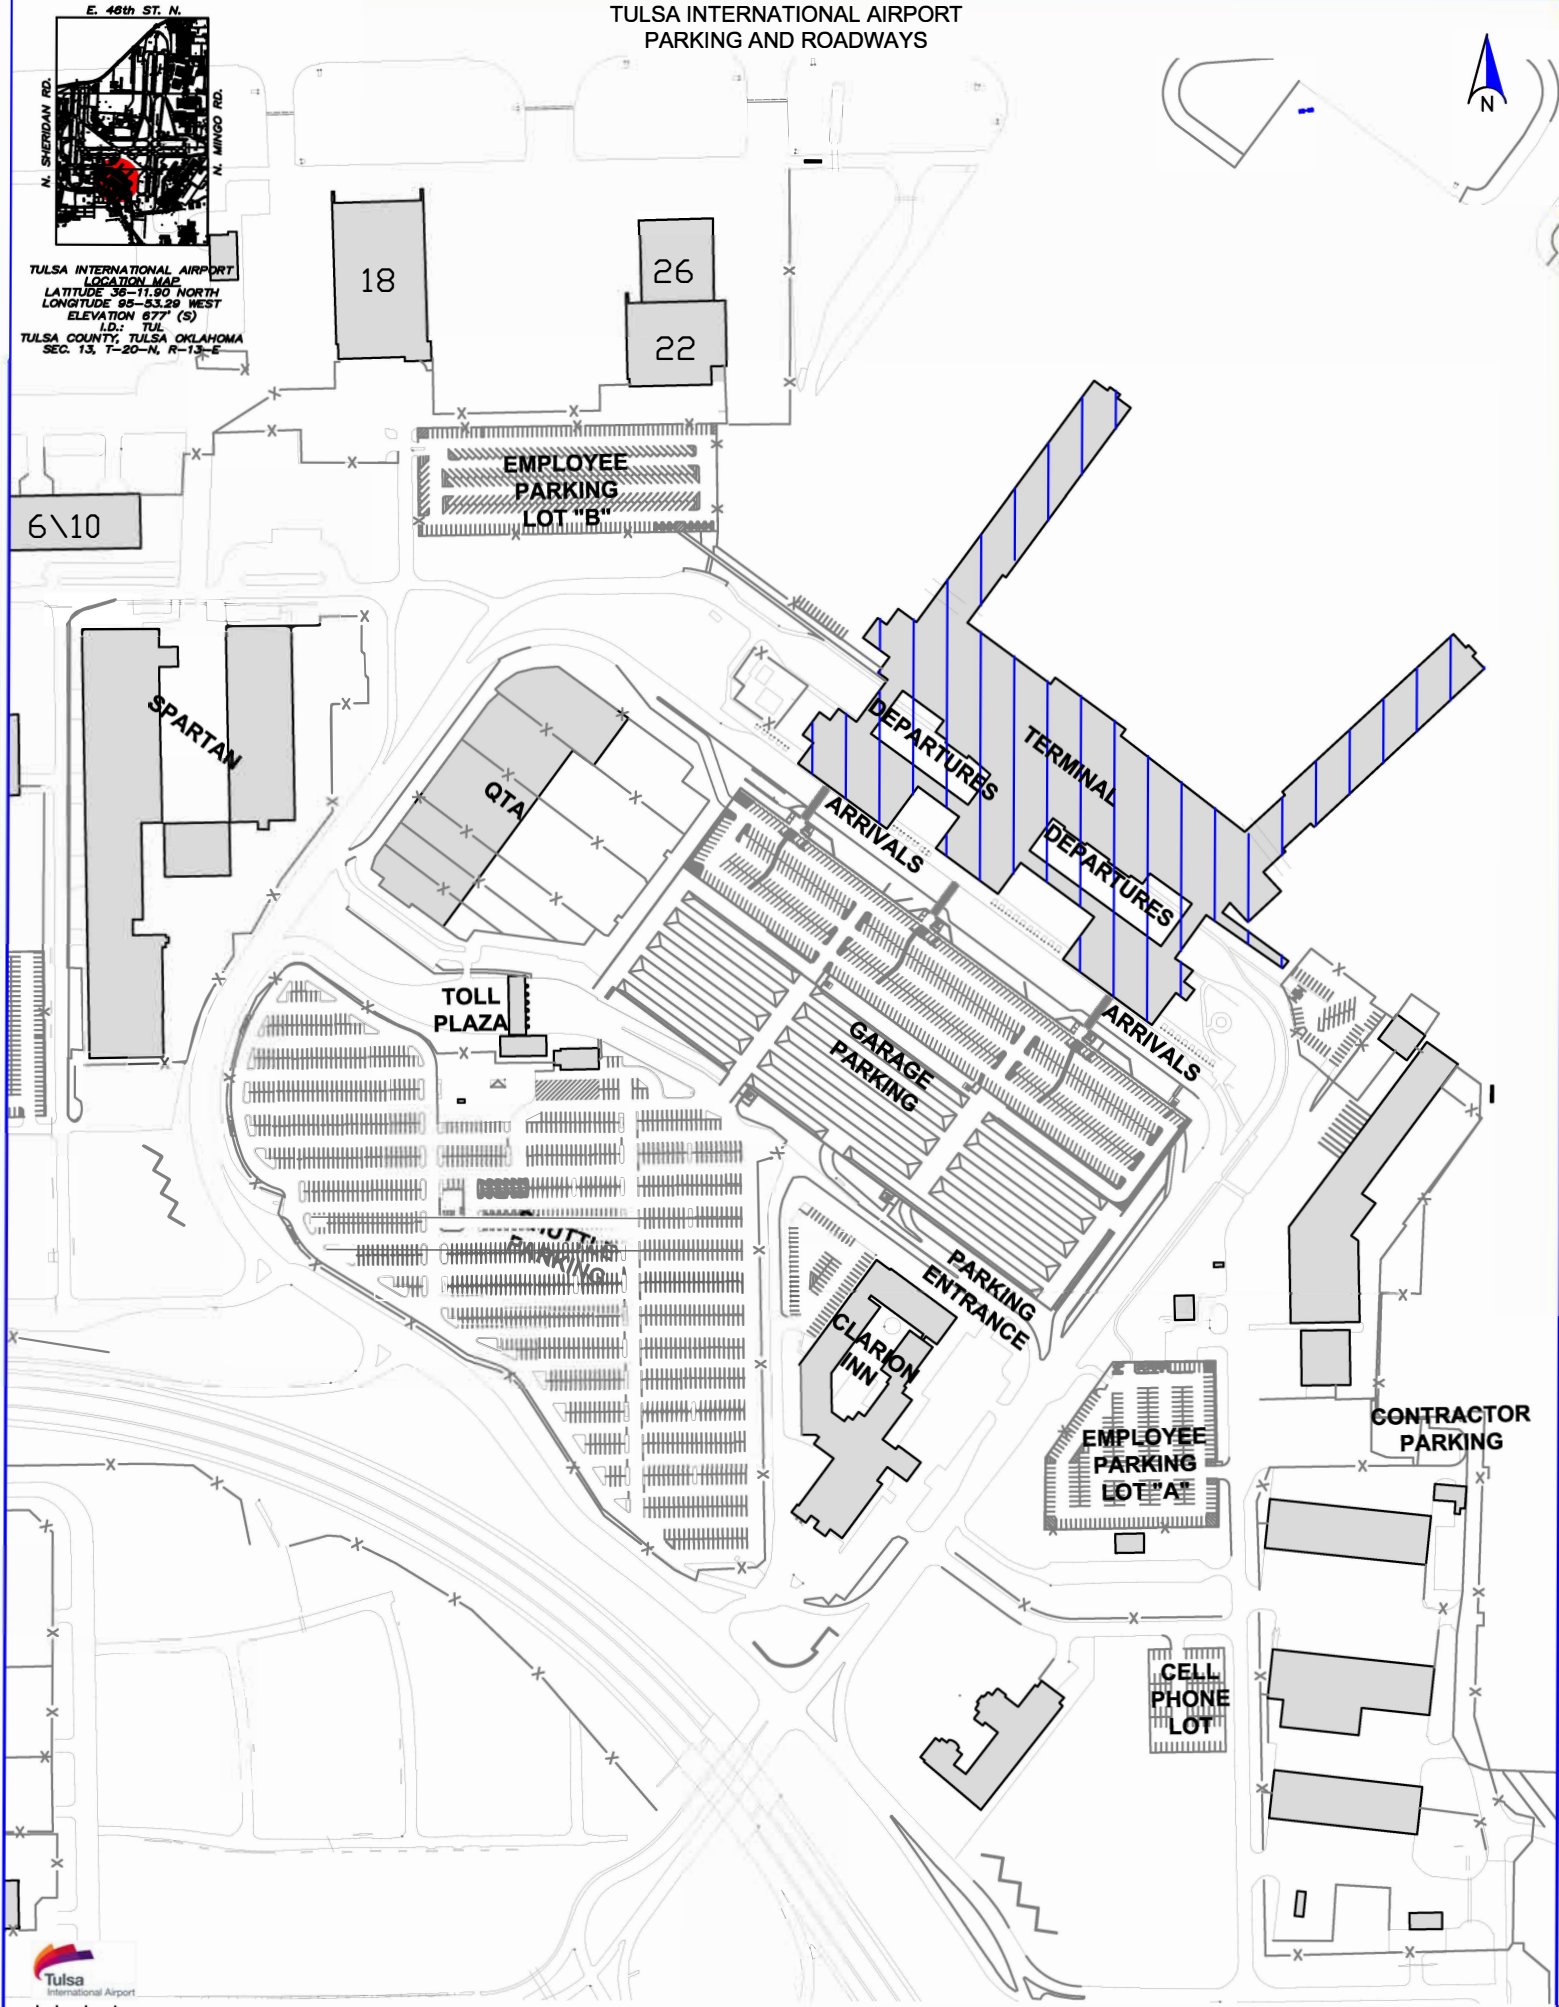 TULSA INTERNATIONAL AIRPORT
PARKING AND ROADWAYS
E. 46th ST. N.
N. SHERIDAN RD.
N. MINGO RD.
N
TULSA INTERNATIONAL AIRPORT
LOCATION MAP
LATITUDE 36-11.90 NORTH
LONGITUDE 95-53.29 WEST
ELEVATION 677' (S)
I.D.: TUL
TULSA COUNTY, TULSA OKLAHOMA
SEC. 13, T-20-N, R-13-E
18
26
22
EMPLOYEE
PARKING
LOT "B"
6\10
SPARTAN
QTA
DEPARTURES
TERMINAL
ARRIVALS
DEPARTURES
TOLL
PLAZA
GARAGE
PARKING
ARRIVALS
PARKING
PARKING
ENTRANCE
CLARION
INN
CONTRACTOR
PARKING
EMPLOYEE
PARKING
LOT "A"
CELL
PHONE
LOT
Tulsa
International Airport